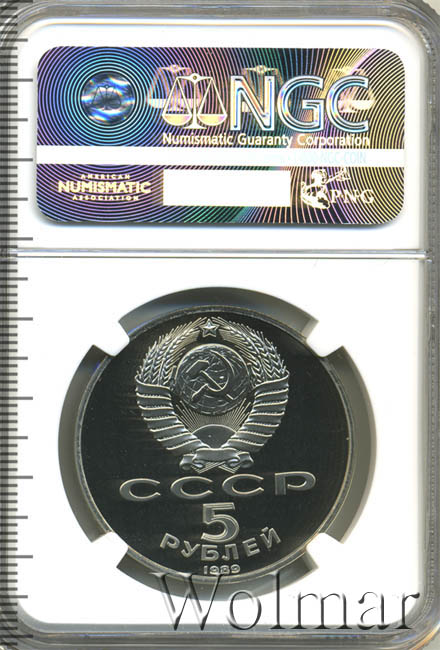 NGC
Numismatic Guaranty Corporation
AMERICAN
NUMISMATIC
ASSOCIATION
PNG
СССР
5
РУБЛЕЙ
1989
Wolmar